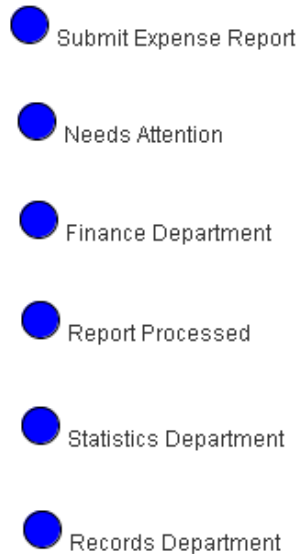 Submit Expense Report
Needs Attention
Finance Department
Report Processed
Statistics Department
Records Department